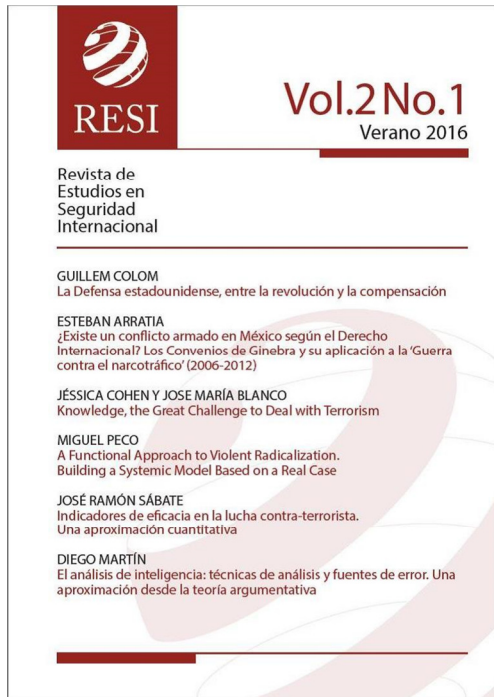 RESI
Vol.2 No.1
Verano 2016
Revista de
Estudios en
Seguridad
Internacional
GUILLEM COLOM
La Defensa estadounidense, entre la revolución y la compensación
ESTEBAN ARRATIA
¿Existe un conflicto armado en México según el Derecho
Internacional? Los Convenios de Ginebra y su aplicación a la ‘Guerra
contra el narcotráfico’ (2006-2012)
JÉSSICA COHEN Y JOSE MARÍA BLANCO
Knowledge, the Great Challenge to Deal with Terrorism
MIGUEL PECO
A Functional Approach to Violent Radicalization.
Building a Systemic Model Based on a Real Case
JOSÉ RAMÓN SÁBATE
Indicadores de eficacia en la lucha contra-terrorista.
Una aproximación cuantitativa
DIEGO MARTÍN
El análisis de inteligencia: técnicas de análisis y fuentes de error. Una
aproximación desde la teoría argumentativa